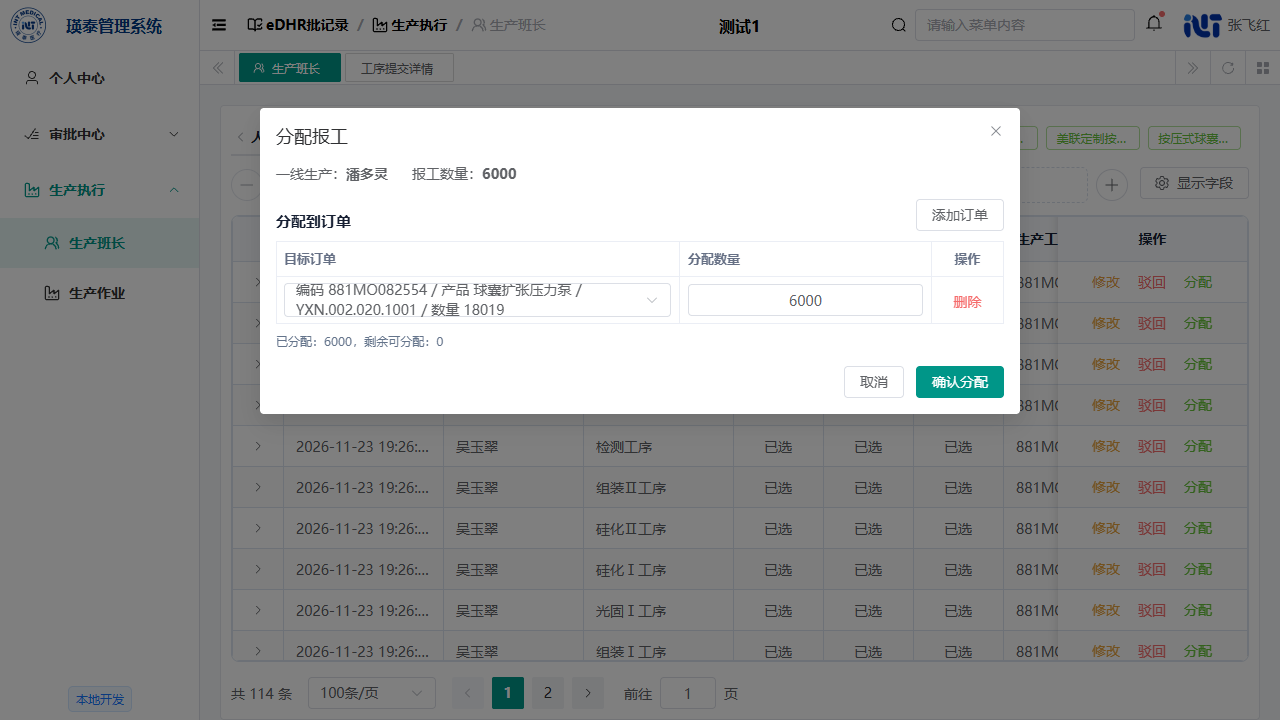 瑛泰管理系统
eDHR批记录 / 生产执行 / 生产班长
测试1
请输入菜单内容
张飞红
个人中心
审批中心
生产执行
生产班长
生产作业
本地开发
生产班长
工序提交详情
美联定制按...
按压式球囊...
显示字段
分配报工
一线生产：潘多灵 报工数量：6000
分配到订单
添加订单
目标订单 分配数量 操作
编码 881MO082554 / 产品 球囊扩张压力泵 /
YXN.002.020.1001 / 数量 18019
6000
删除
已分配：6000，剩余可分配：0
取消
确认分配
生产工 操作
881MC 修改 驳回 分配
881MC 修改 驳回 分配
881MC 修改 驳回 分配
881MC 修改 驳回 分配
2026-11-23 19:26:... 吴玉翠 检测工序 已选 已选 已选 881MC 修改 驳回 分配
2026-11-23 19:26:... 吴玉翠 组装Ⅱ工序 已选 已选 已选 881MC 修改 驳回 分配
2026-11-23 19:26:... 吴玉翠 硅化Ⅱ工序 已选 已选 已选 881MC 修改 驳回 分配
2026-11-23 19:26:... 吴玉翠 硅化Ⅰ工序 已选 已选 已选 881MC 修改 驳回 分配
2026-11-23 19:26:... 吴玉翠 光固Ⅰ工序 已选 已选 已选 881MC 修改 驳回 分配
2026-11-23 19:26:... 吴玉翠 组装Ⅰ工序 已选 已选 已选 881MC 修改 驳回 分配
共 114 条 100条/页 1 2 前往 1 页